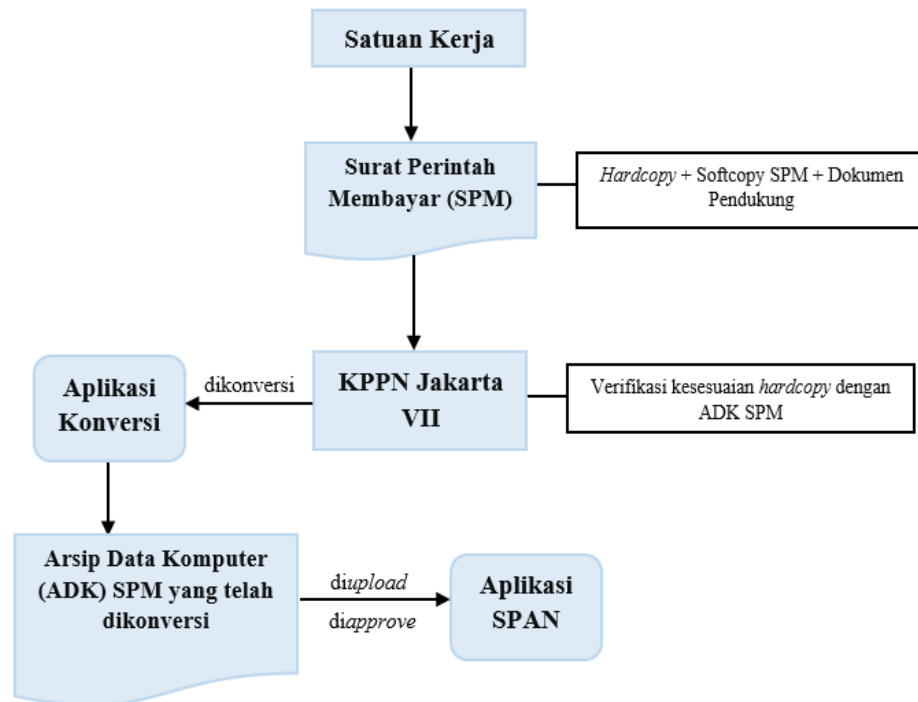 Satuan Kerja
Surat Perintah
Membayar (SPM)
Hardcopy + Softcopy SPM + Dokumen
Pendukung
Aplikasi
Konversi
dikonversi
KPPN Jakarta
VII
Verifikasi kesesuaian hardcopy dengan
ADK SPM
Arsip Data Komputer
(ADK) SPM yang telah
dikonversi
diupload
diapprove
Aplikasi
SPAN